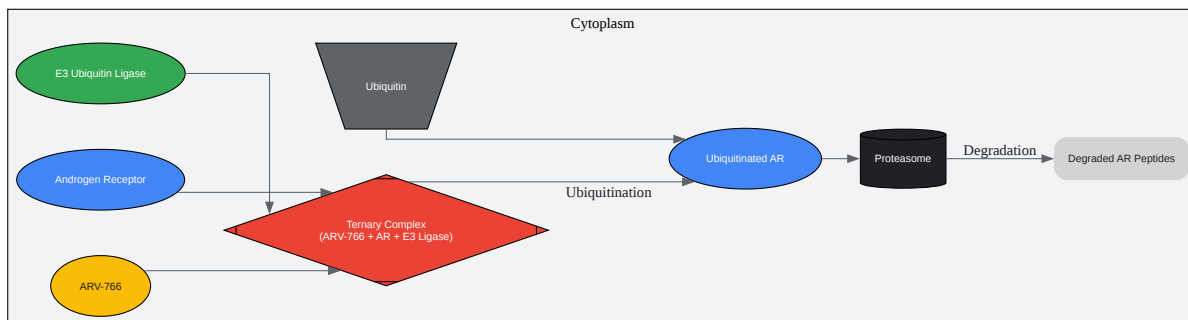 Cytoplasm
E3 Ubiquitin Ligase
Ubiquitin
Androgen Receptor
Ubiquitinated AR
Proteasome
Degradation
Degraded AR Peptides
Ubiquitination
Ternary Complex
(ARV-766 + AR + E3 Ligase)
ARV-766